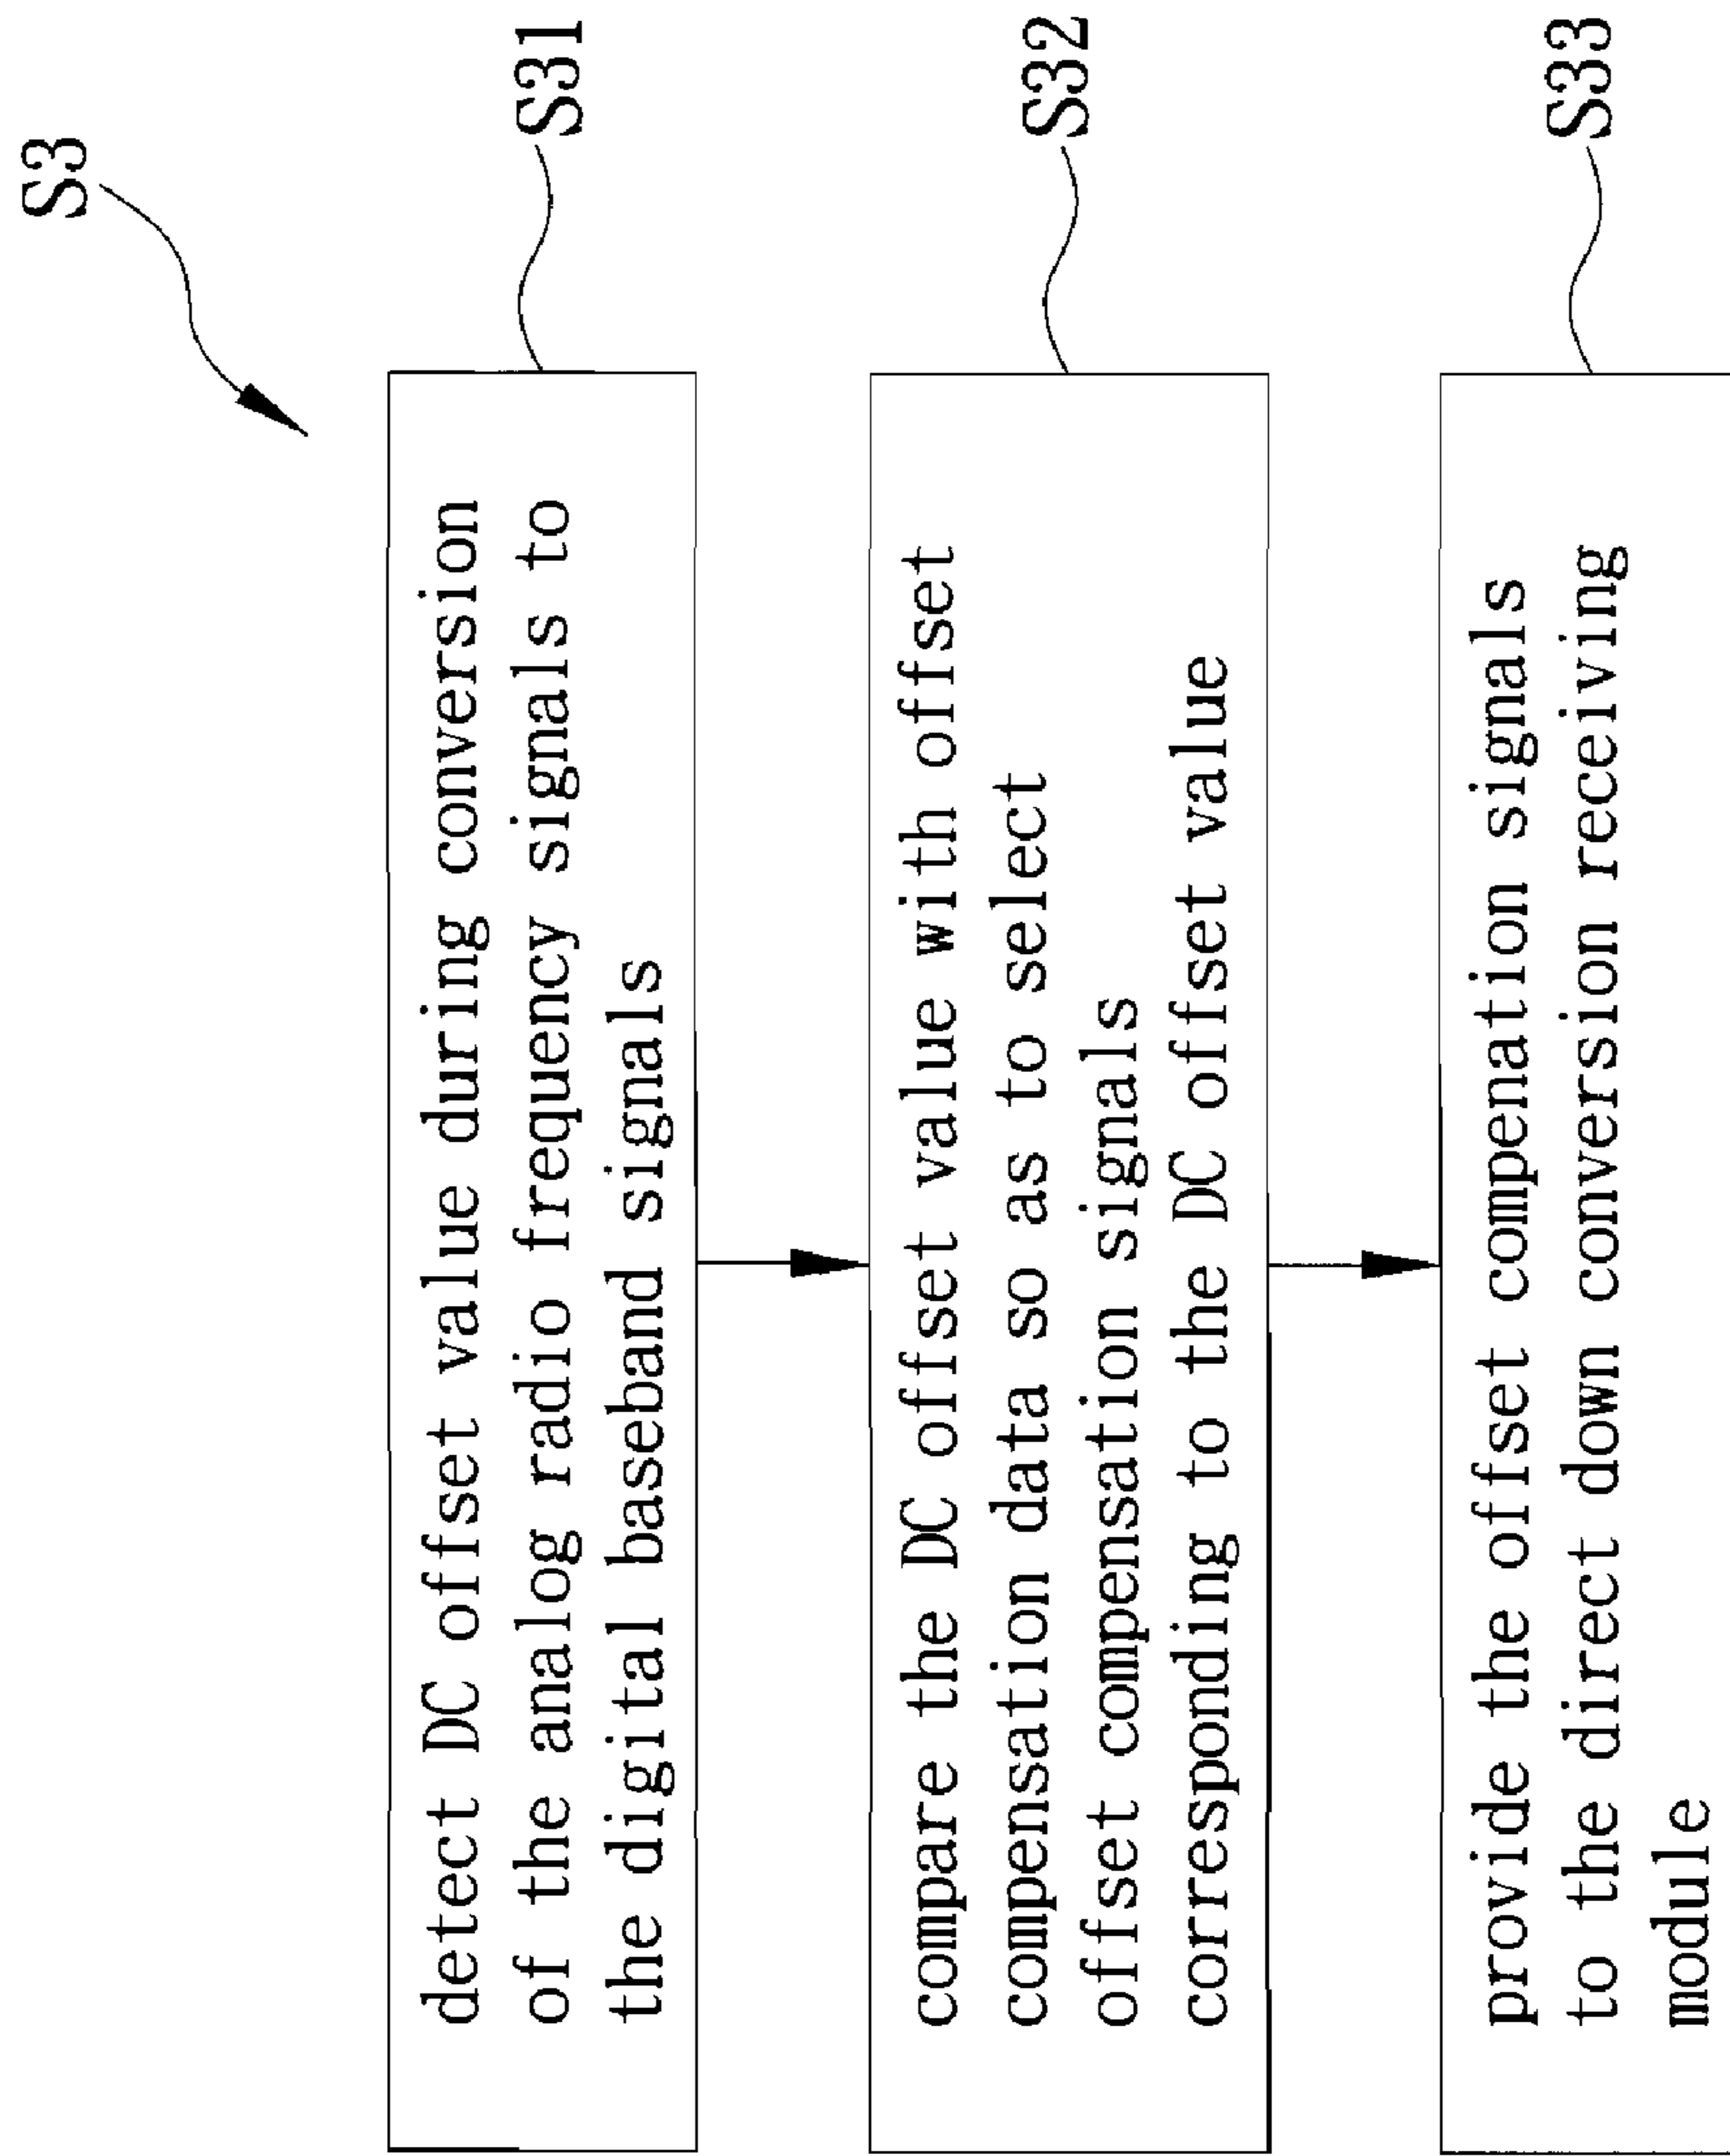 S3
detect DC offset value during conversion
of the analog radio frequency signals to
the digital baseband signals
S31
compare the DC offset value with offset
compensation data so as to select
offset compensation signals
corresponding to the DC offset value
S32
provide the offset compenation signals
to the direct down conversion receiving
module
S33